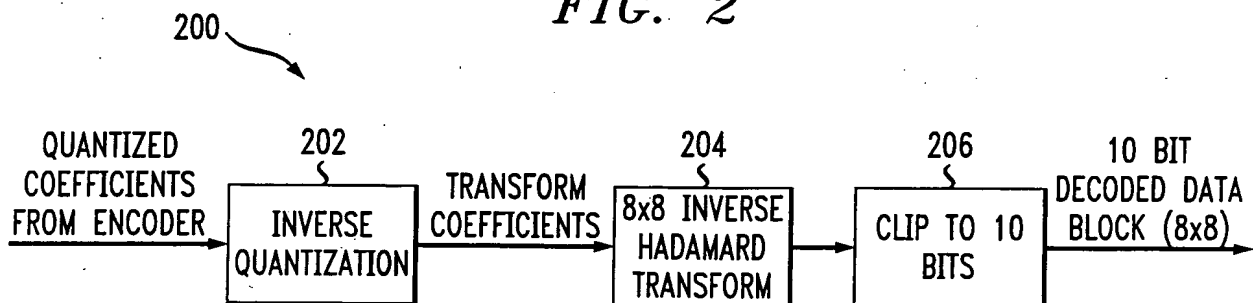 FIG. 2
200
QUANTIZED
COEFFICIENTS
FROM ENCODER
202
INVERSE
QUANTIZATION
TRANSFORM
COEFFICIENTS
204
8x8 INVERSE
HADAMARD
TRANSFORM
206
CLIP TO 10
BITS
10 BIT
DECODED DATA
BLOCK (8x8)